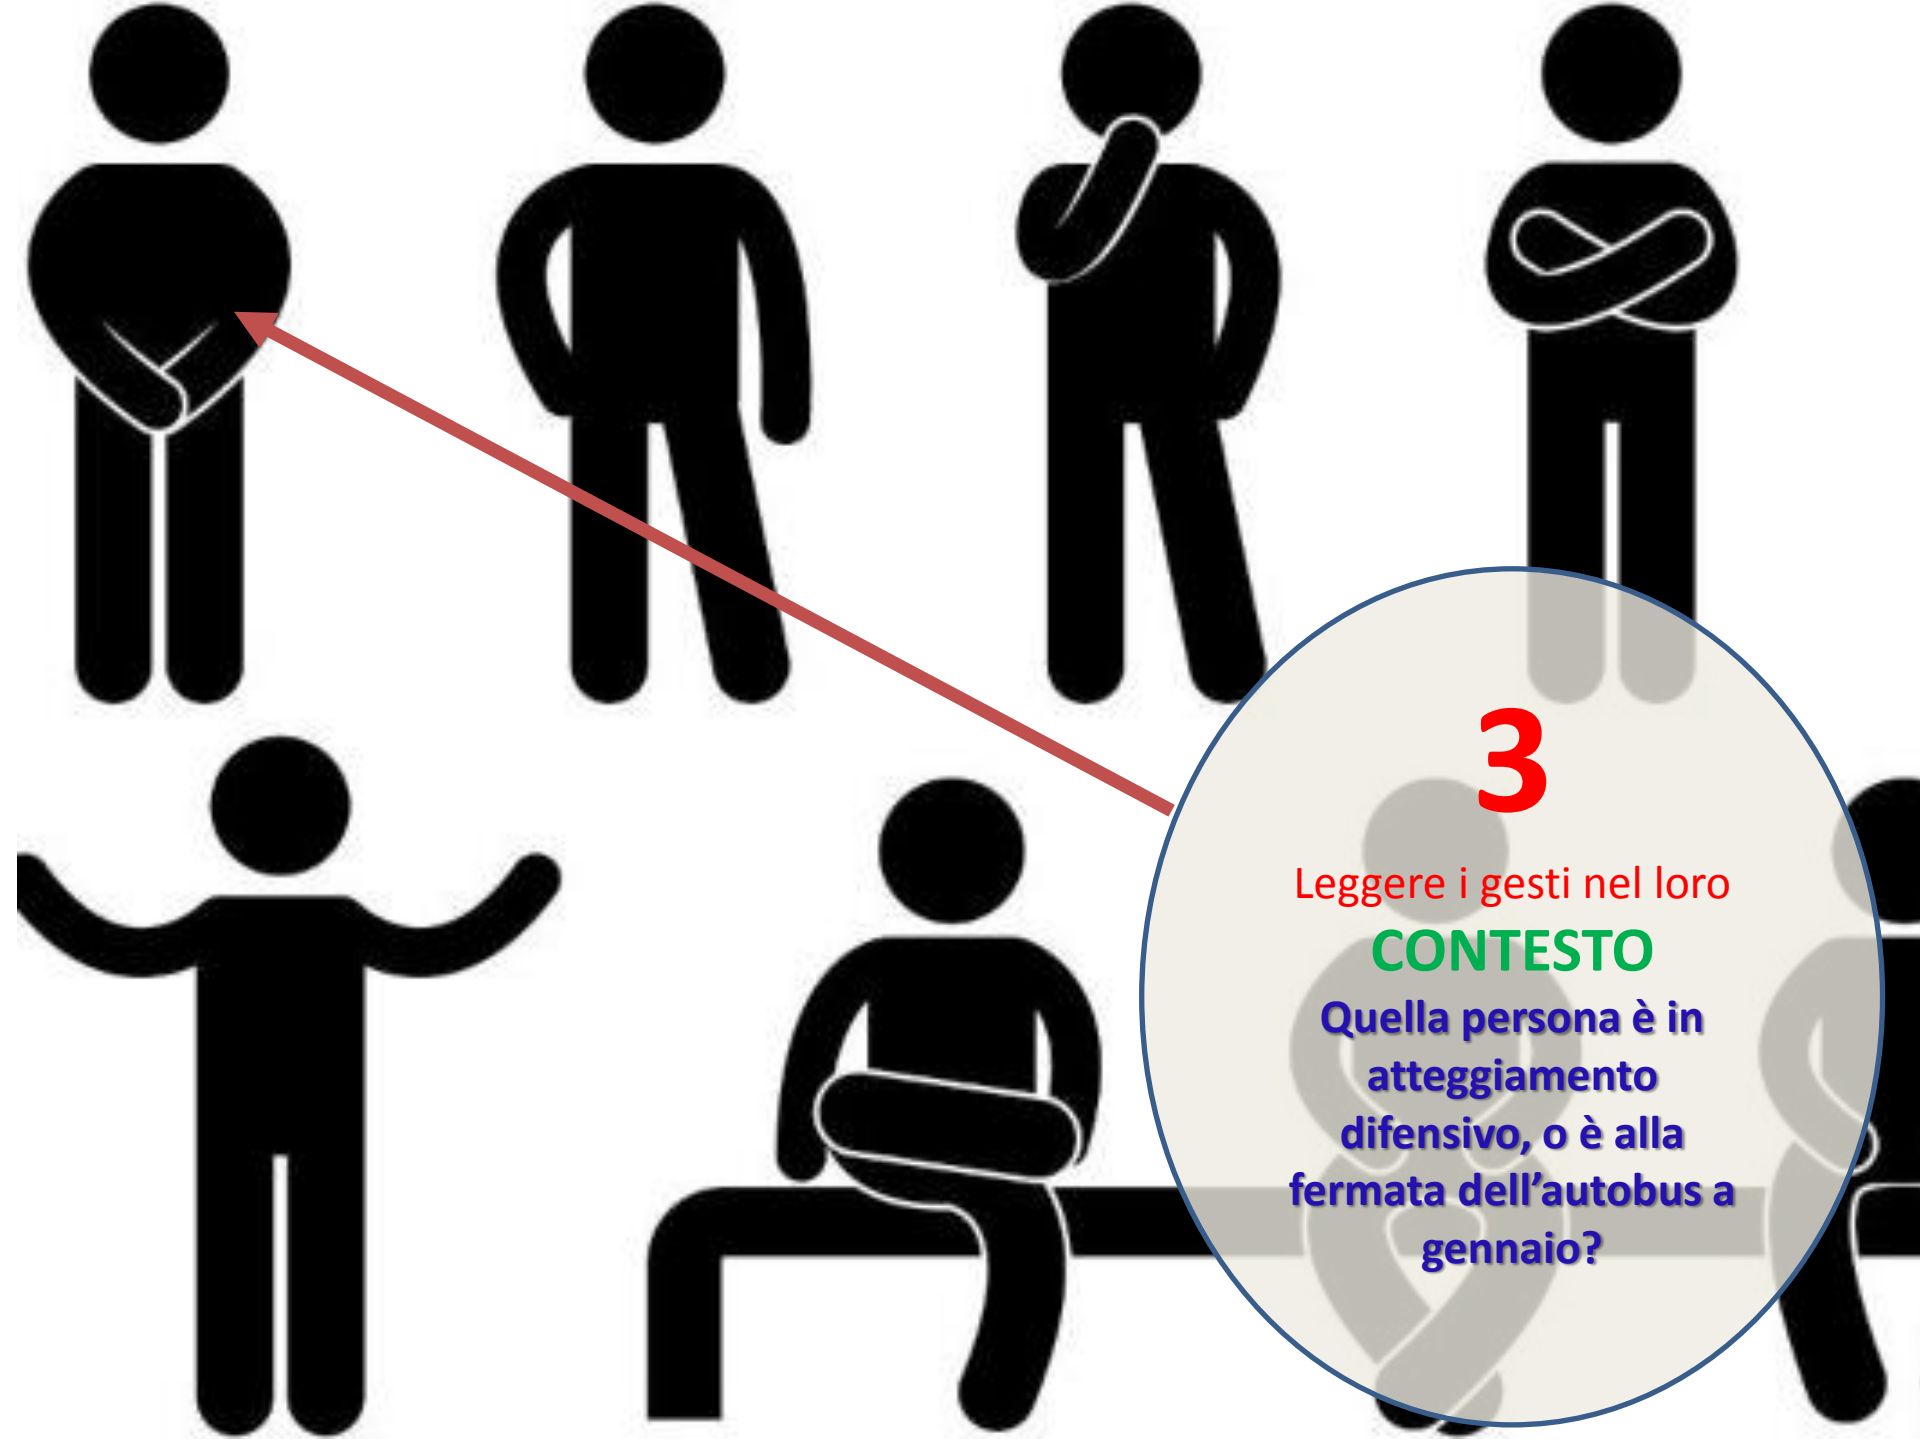 3
Leggere i gesti nel loro
CONTESTO
Quella persona è in
atteggiamento
difensivo, o è alla
fermata dell’autobus a
gennaio?